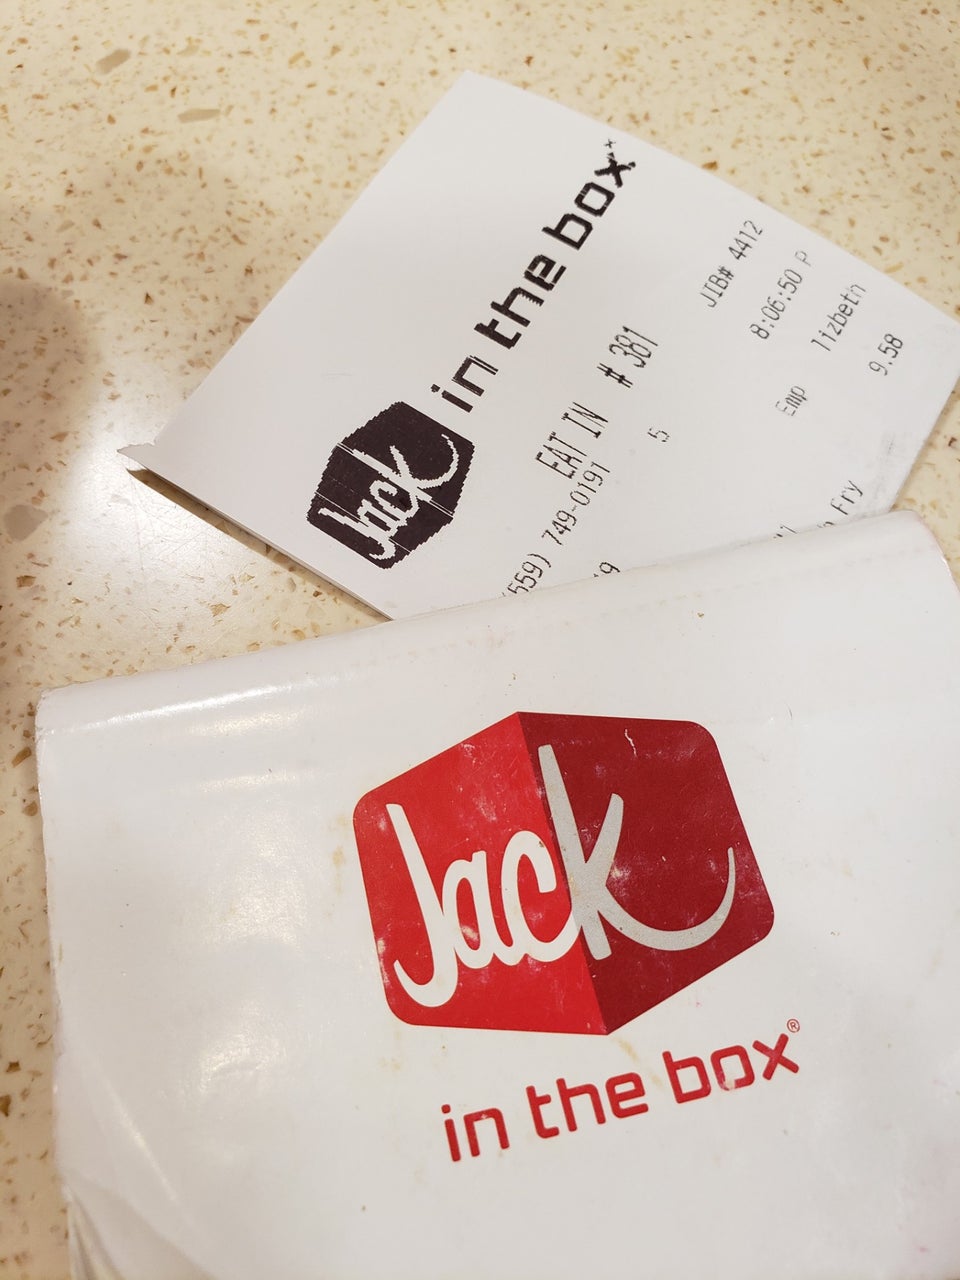 Jack in the box
EAT IN # 381
559) 749-0191 5 JIB# 4412
19 8:06:50 P
Emp lizbeth
Fry 9.58
Jack
in the box®